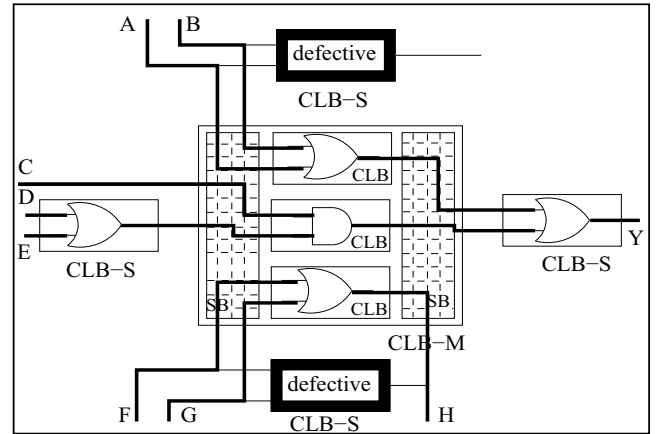 A B
defective
CLB−S
C
CLB
D
CLB
Y
E
CLB−S
CLB−S
SB
CLB
SB
CLB−M
defective
F G
CLB−S
H